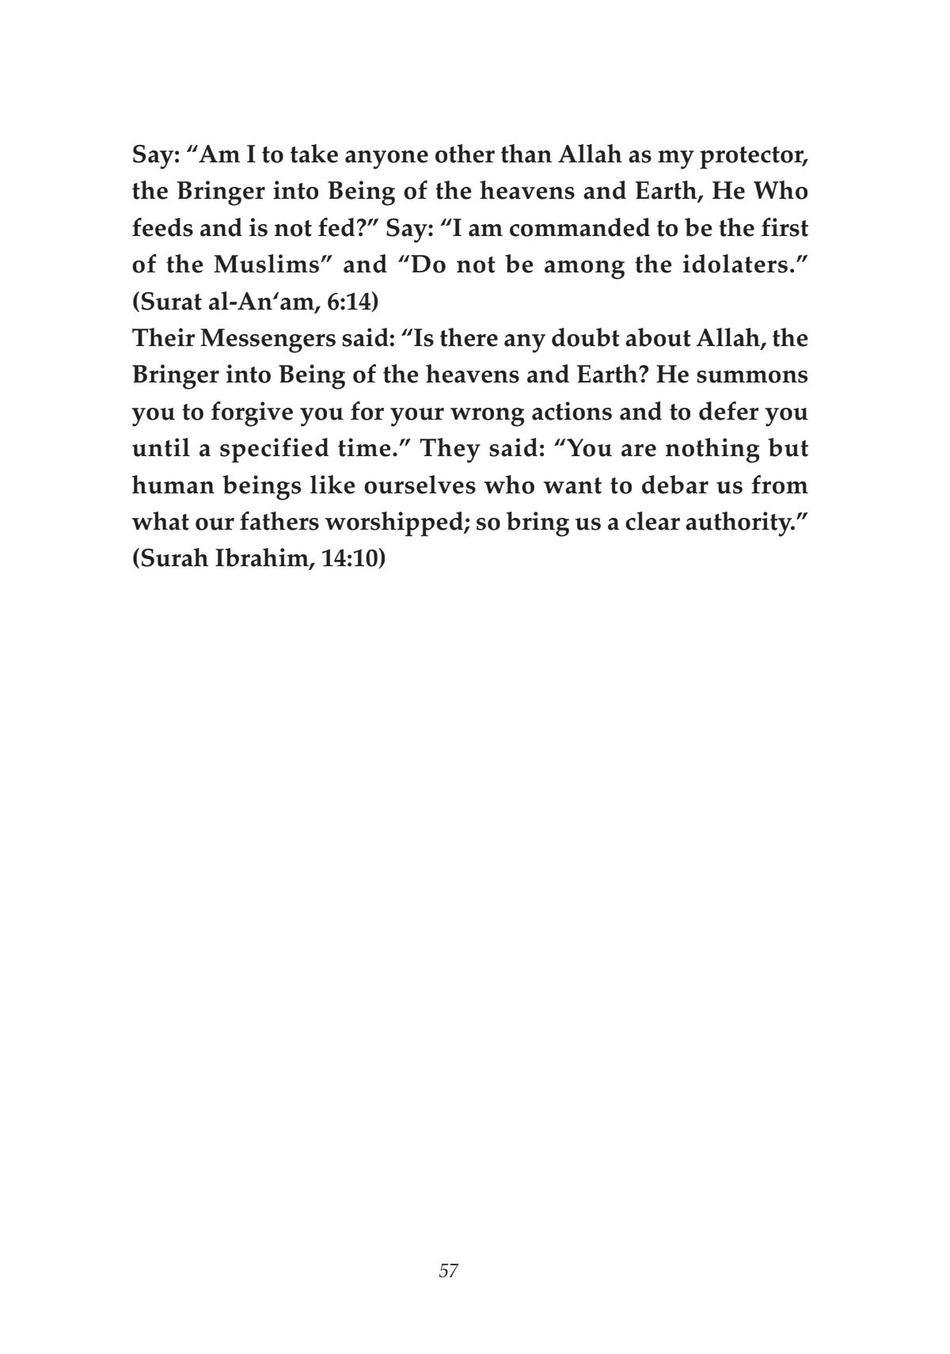 Say: “Am I to take anyone other than Allah as my protector,
the Bringer into Being of the heavens and Earth, He Who
feeds and is not fed?” Say: “I am commanded to be the first
of the Muslims” and “Do not be among the idolaters.”
(Surat al-An‘am, 6:14)
Their Messengers said: “Is there any doubt about Allah, the
Bringer into Being of the heavens and Earth? He summons
you to forgive you for your wrong actions and to defer you
until a specified time.” They said: “You are nothing but
human beings like ourselves who want to debar us from
what our fathers worshipped; so bring us a clear authority.”
(Surah Ibrahim, 14:10)
57